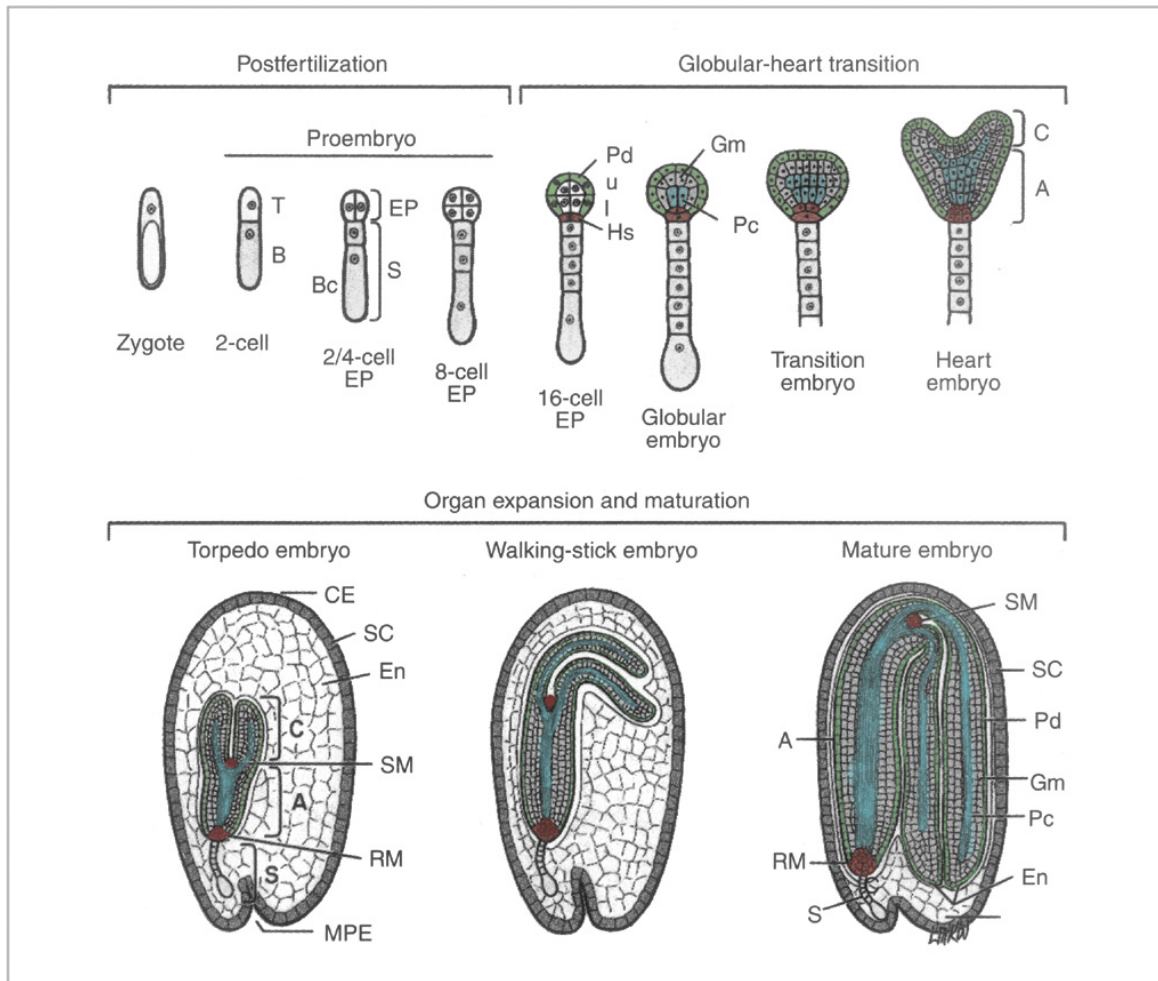 Postfertilization
Globular-heart transition
Proembryo
T
B
EP
S
Bc
Pd
u
l
Hs
Gm
Pc
C
A
Zygote
2-cell
2/4-cell
EP
8-cell
EP
16-cell
EP
Globular
embryo
Transition
embryo
Heart
embryo
Organ expansion and maturation
Torpedo embryo
Walking-stick embryo
Mature embryo
CE
SC
En
C
SM
A
RM
S
MPE
SM
SC
Pd
A
Gm
Pc
RM
En
S